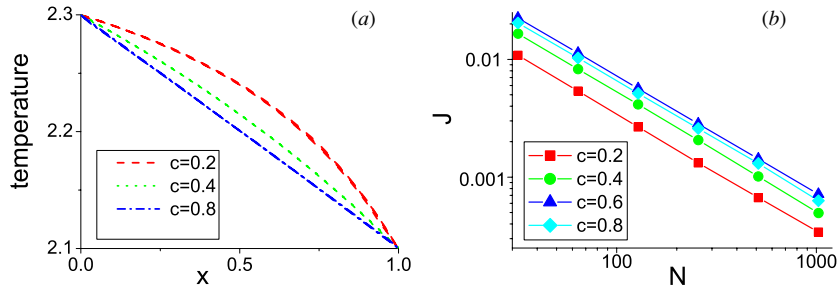 (a)
temperature
2.3
2.2
2.1
c=0.2
c=0.4
c=0.8
0.0
0.5
1.0
x
(b)
J
0.01
0.001
c=0.2
c=0.4
c=0.6
c=0.8
100
1000
N